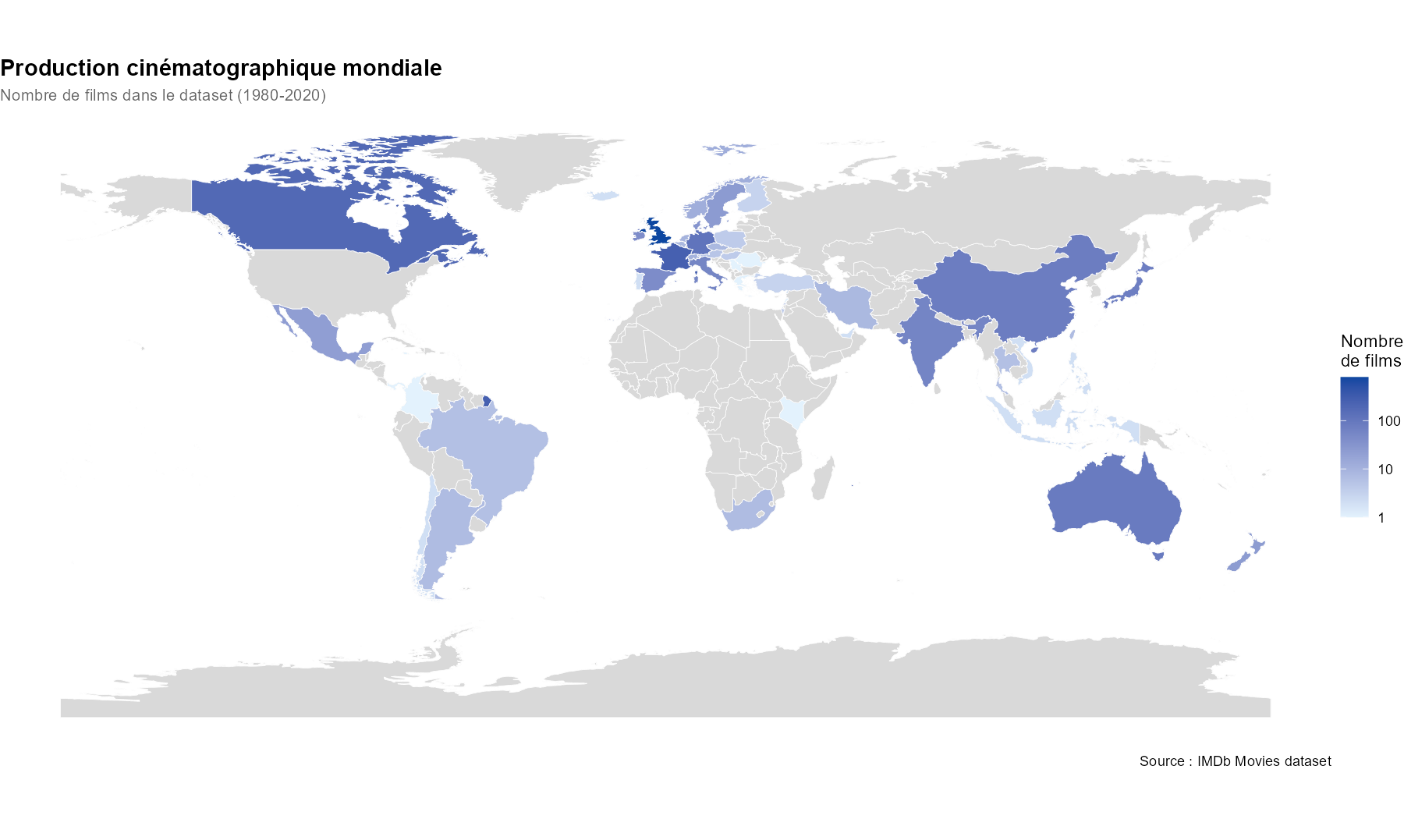 Production cinématographique mondiale
Nombre de films dans le dataset (1980-2020)
Nombre
de films
100
10
1
Source : IMDb Movies dataset